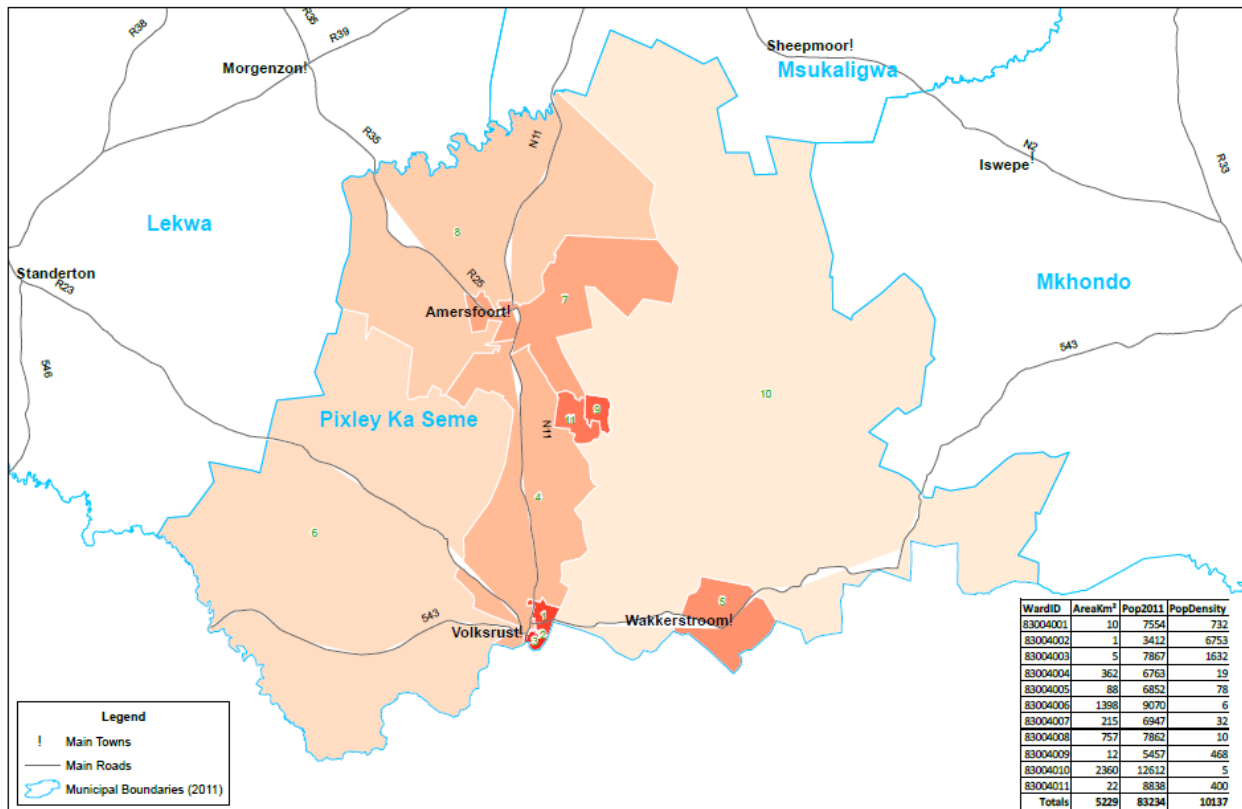 R38
R35
R39
Sheepmoor!
Morgenzon!
Msukaligwa
R35
N11
N2
Iswepe!
R33
Lekwa
8
Standerton
R23
R25
7
Mkhondo
Amersfoort!
543
546
10
9
11
Pixley Ka Seme
N11
4
6
5
1
543
Volksrust!
2
3
Wakkerstroom!
WardID AreaKm² Pop2011 PopDensity
83004001 10 7554 732
83004002 1 3412 6753
83004003 5 7867 1632
83004004 362 6763 19
83004005 88 6852 78
83004006 1398 9070 6
83004007 215 6947 32
83004008 757 7862 10
83004009 12 5457 468
83004010 2360 12612 5
83004011 22 8838 400
Totals 5229 83234 10137
Legend
! Main Towns
Main Roads
Municipal Boundaries (2011)